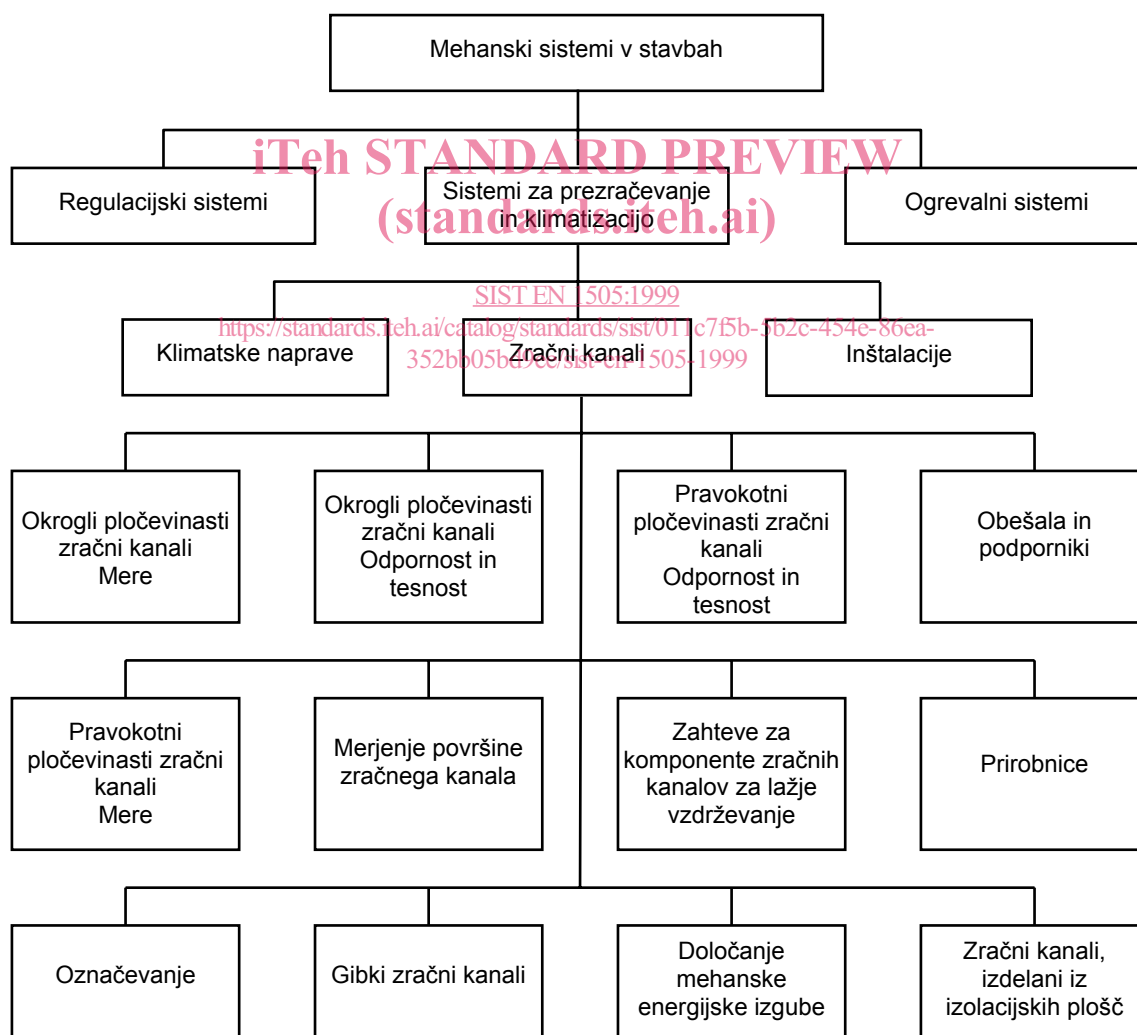 Mehanski sistemi v stavbah
iTeh STANDARD PREVIEW
(standards.iteh.ai)
Regulacijski sistemi
Sistemi za prezračevanje
in klimatizacijo
Ogrevalni sistemi
SIST EN 1505:1999
https://standards.iteh.ai/catalog/standards/sist/011c7f5b-5b2c-454e-86ea-
352bb05bd9ee/sist-en-1505-1999
Klimatske naprave
Zračni kanali
Inštalacije
Okrogli pločevinasti
zračni kanali
Mere
Okrogli pločevinasti
zračni kanali
Odpornost in
tesnost
Pravokotni
pločevinasti zračni
kanali
Odpornost in
tesnost
Obešala in
podporniki
Pravokotni
pločevinasti zračni
kanali
Mere
Merjenje površine
zračnega kanala
Zahteve za
komponente zračnih
kanalov za lažje
vzdrževanje
Prirobnice
Označevanje
Gibki zračni kanali
Določanje
mehanske
energijske izgube
Zračni kanali,
izdelani iz
izolacijskih plošč